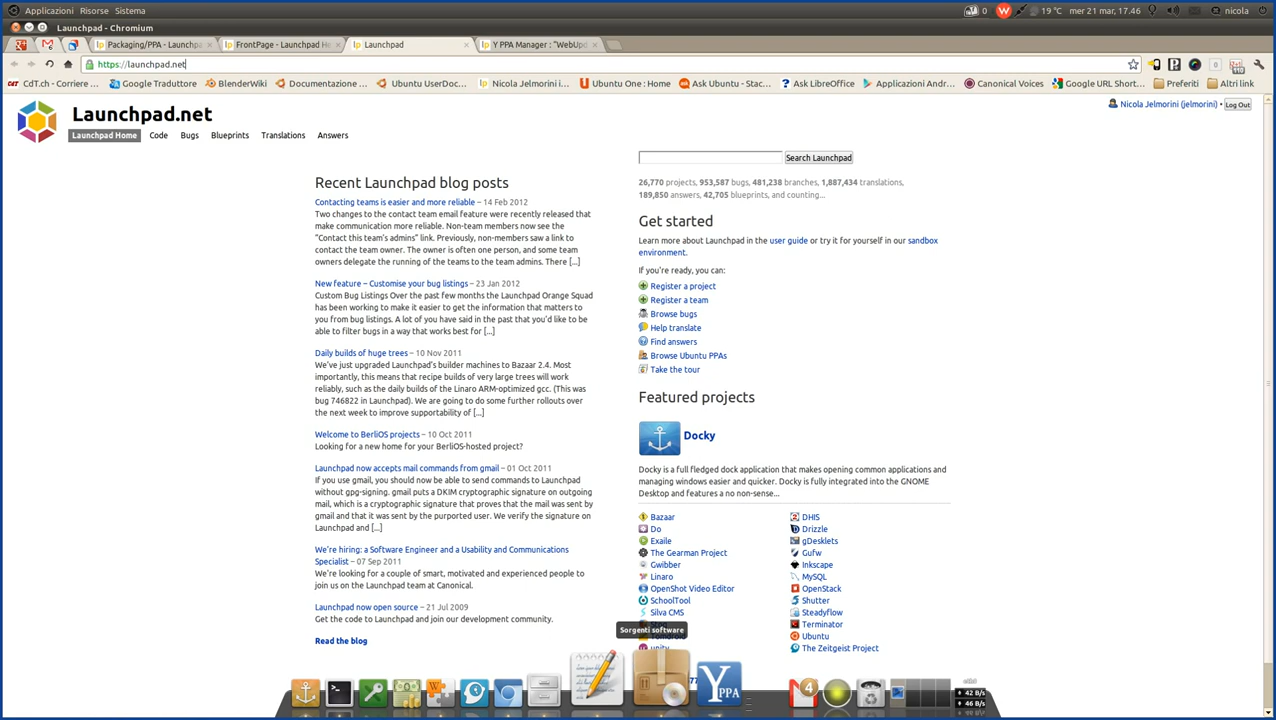 Applicazioni Risorse Sistema 0 19 °C mer 21 mar, 17.46 nicola
Launchpad - Chromium
Packaging/PPA - Launchpa FrontPage - Launchpad He Launchpad Y PPA Manager : "WebUpd
https://launchpad.net
CdT.ch - Corriere Google Traduttore BlenderWiki Documentazione ... Ubuntu UserDoc... Nicola Jelmorini i... Ubuntu One : Home Ask Ubuntu - Stac... Ask LibreOffice Applicazioni Andr... Canonical Voices Google URL Short... Preferiti Altri link
Launchpad.net
Nicola Jelmorini (jelmorini) • Log Out
Launchpad Home Code Bugs Blueprints Translations Answers
Search Launchpad
26,770 projects, 953,587 bugs, 481,238 branches, 1,887,434 translations,
189,850 answers, 42,705 blueprints, and counting...
Recent Launchpad blog posts
Contacting teams is easier and more reliable – 14 Feb 2012
Two changes to the contact team email feature were recently released that
make communication more reliable. Non-team members now see the
"Contact this team's admins" link. Previously, non-members saw a link to
contact the team owner. The owner is often one person, and some team
owners delegate the running of the teams to the team admins. There [...]
New feature – Customise your bug listings – 23 Jan 2012
Custom Bug Listings Over the past few months the Launchpad Orange Squad
has been working to make it easier to get the information that matters to
you from bug listings. A lot of you have said in the past that you'd like to be
able to filter bugs in a way that works best for [...]
Daily builds of huge trees – 10 Nov 2011
We've just upgraded Launchpad's builder machines to Bazaar 2.4. Most
importantly, this means that recipe builds of very large trees will work
reliably, such as the daily builds of the Linaro ARM-optimized gcc. (This was
bug 746822 in Launchpad). We are going to do some further rollouts over
the next week to improve supportability of [...]
Welcome to BerliOS projects – 10 Oct 2011
Looking for a new home for your BerliOS-hosted project?
Launchpad now accepts mail commands from gmail – 01 Oct 2011
If you use gmail, you should now be able to send commands to Launchpad
without gpg-signing. gmail puts a DKIM cryptographic signature on outgoing
mail, which is a cryptographic signature that proves that the mail was sent by
gmail and that it was sent by the purported user. We verify the signature on
Launchpad and [...]
We're hiring: a Software Engineer and a Usability and Communications
Specialist – 07 Sep 2011
We're looking for a couple of smart, motivated and experienced people to
join us on the Launchpad team at Canonical.
Launchpad now open source – 21 Jul 2009
Get the code to Launchpad and join our development community.
Read the blog
Get started
Learn more about Launchpad in the user guide or try it for yourself in our sandbox
environment.
If you're ready, you can:
Register a project
Register a team
Browse bugs
Help translate
Find answers
Browse Ubuntu PPAs
Take the tour
Featured projects
Docky
Docky is a full fledged dock application that makes opening common applications and
managing windows easier and quicker. Docky is fully integrated into the GNOME
Desktop and features a no non-sense...
Bazaar
Do
Exaile
The Gearman Project
Gwibber
Linaro
OpenShot Video Editor
SchoolTool
Silva CMS
unity
DHIS
Drizzle
gDesklets
Gufw
Inkscape
MySQL
OpenStack
Shutter
Steadyflow
Terminator
Ubuntu
The Zeitgeist Project
Sorgenti software
Y PPA
4
42 B/s
46 B/s